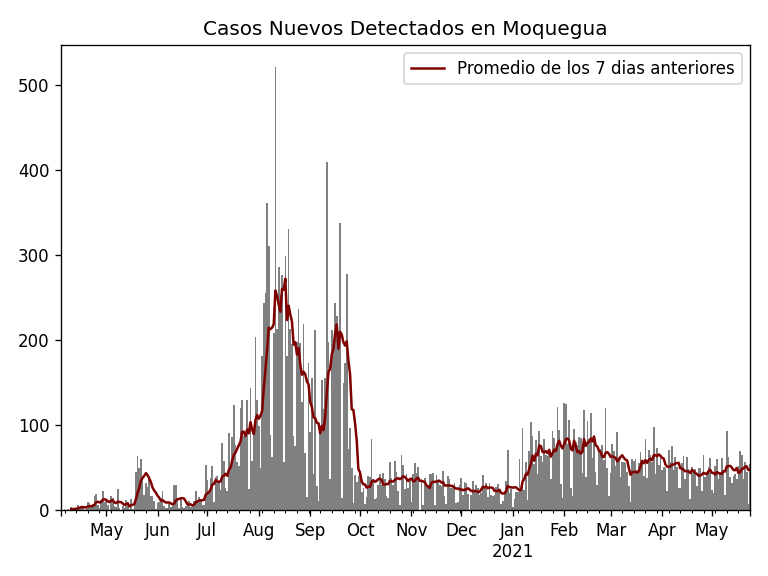 Casos Nuevos Detectados en Moquegua
Promedio de los 7 dias anteriores
500
400
300
200
100
0
May Jun Jul Aug Sep Oct Nov Dec Jan Feb Mar Apr May
2021